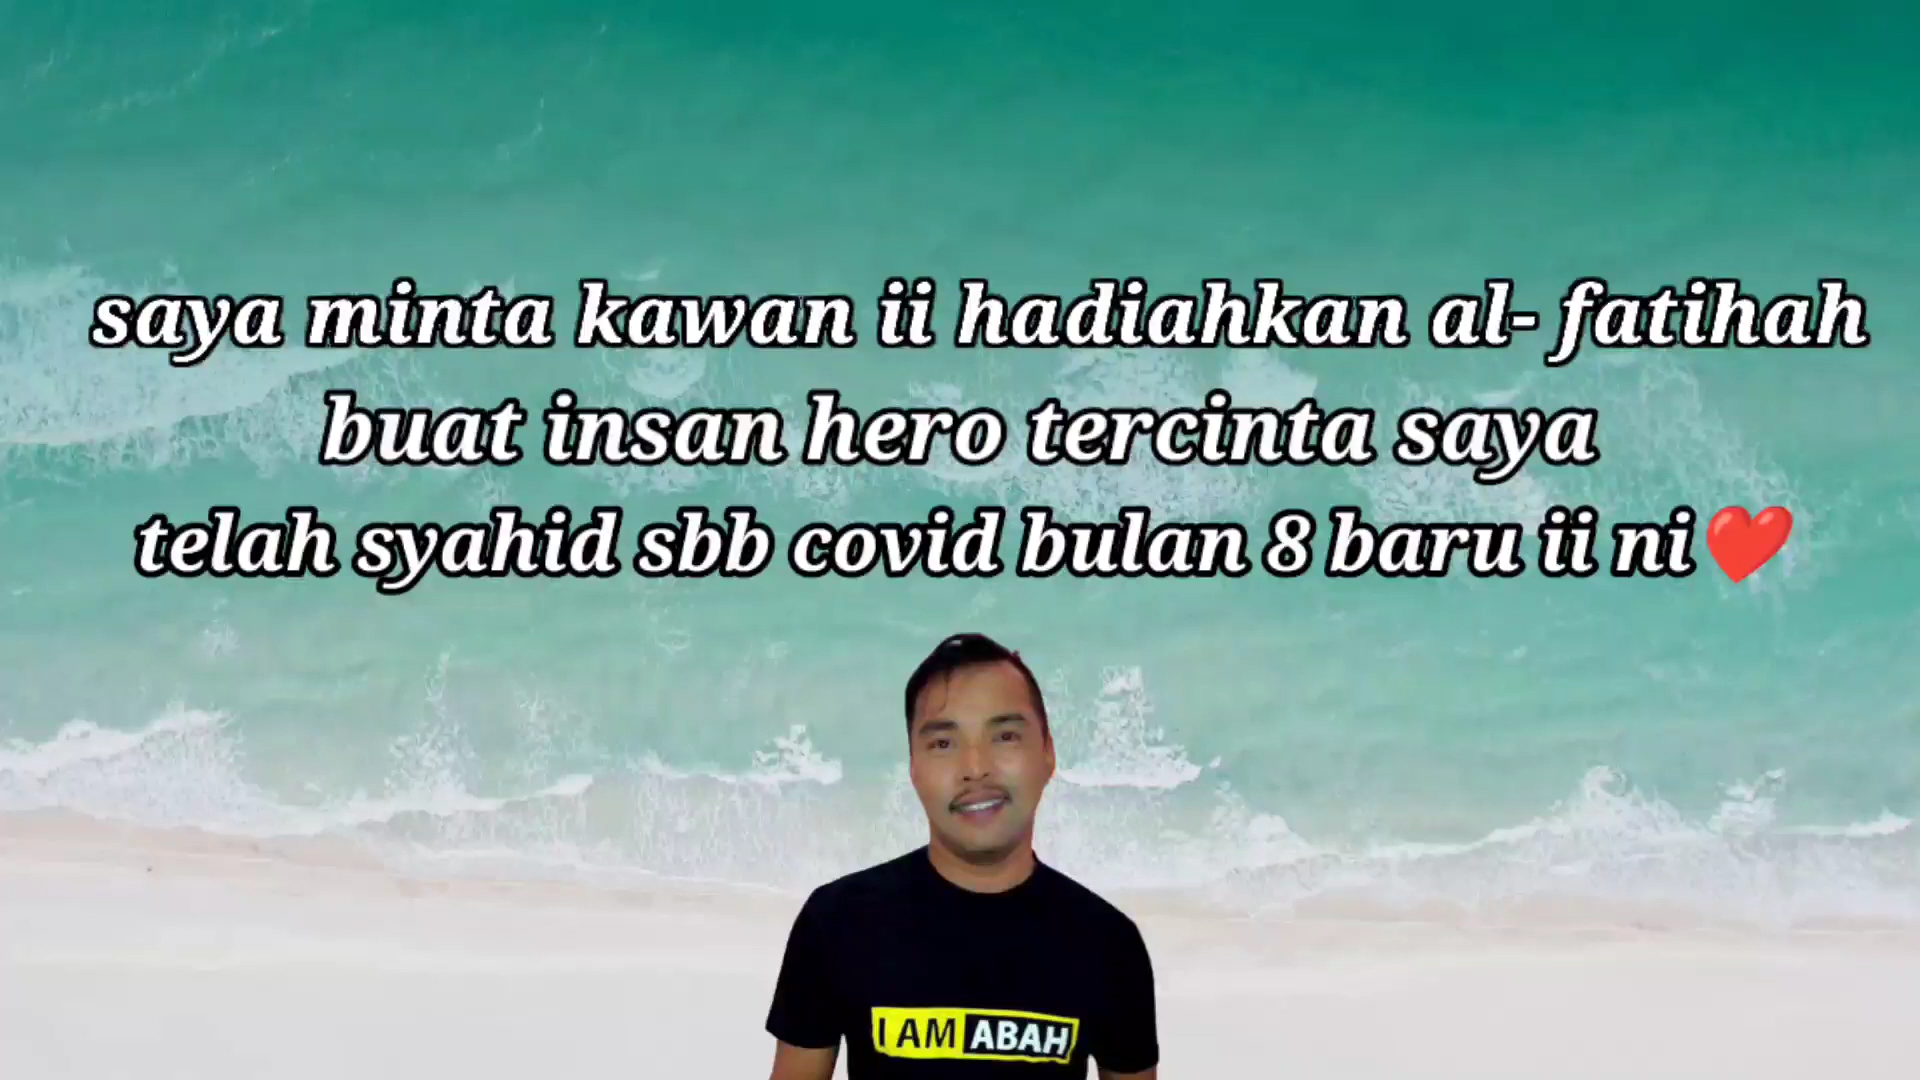 saya minta kawan ii hadiahkan al- fatihah
buat insan hero tercinta saya
telah syahid sbb covid bulan 8 baru ii ni❤️
I AM ABAH